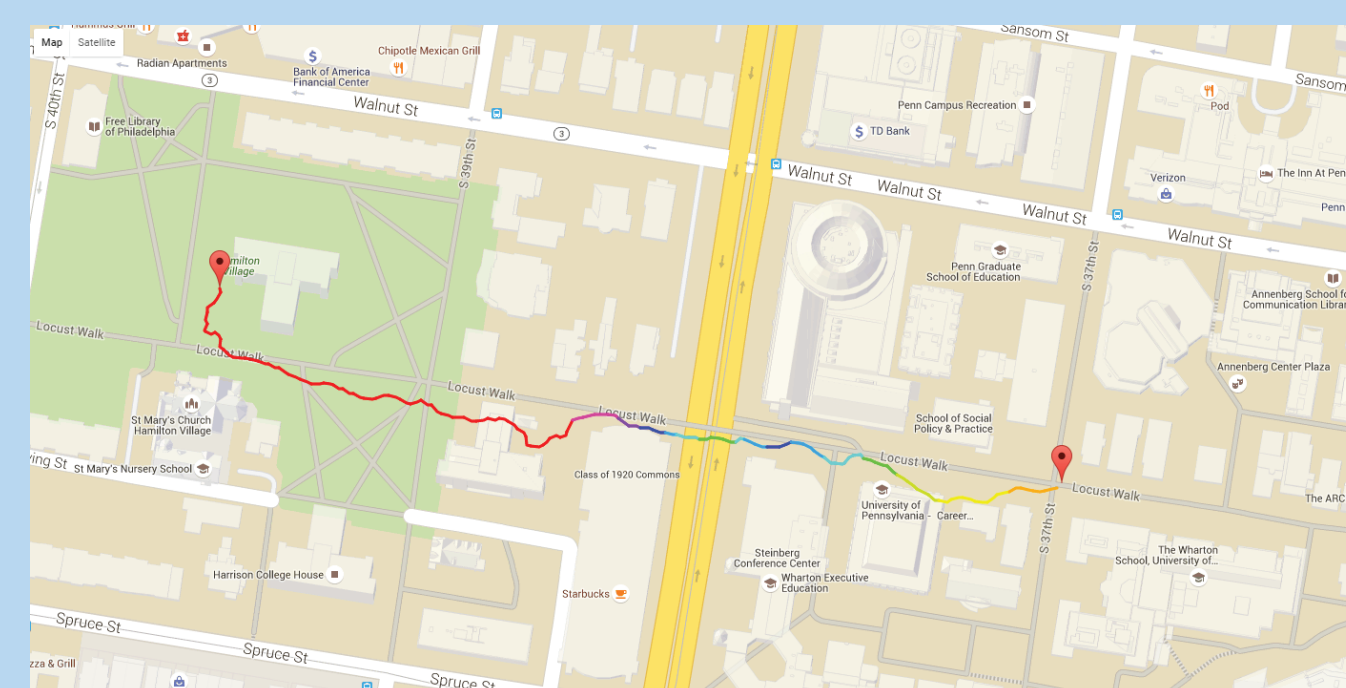 Map Satellite
Radian Apartments
3
Bank of America
Financial Center
Chipotle Mexican Grill
Walnut St
S 40th St
Free Library
of Philadelphia
S 39th St
3
Sansom St
Sansom
Pod
Penn Campus Recreation
TD Bank
Walnut St
Walnut St
Walnut St
Walnut St
Verizon
The Inn At Pen
Penn
Penn Graduate
School of Education
S 37th St
Annenberg School fo
Communication Librar
Locust Walk
Locust Walk
Locust Walk
Locust Walk
Annenberg Center Plaza
St Mary's Church
Hamilton Village
School of Social
Policy & Practice
ing St
St Mary's Nursery School
Class of 1920 Commons
Locust Walk
Locust Walk
University of
Pennsylvania - Career...
The ARC
S 37th St
Steinberg
Conference Center
Wharton Executive
Education
The Wharton
School, University of...
Harrison College House
Starbucks
Spruce St
Spruce St
Spruce St
zza & Grill